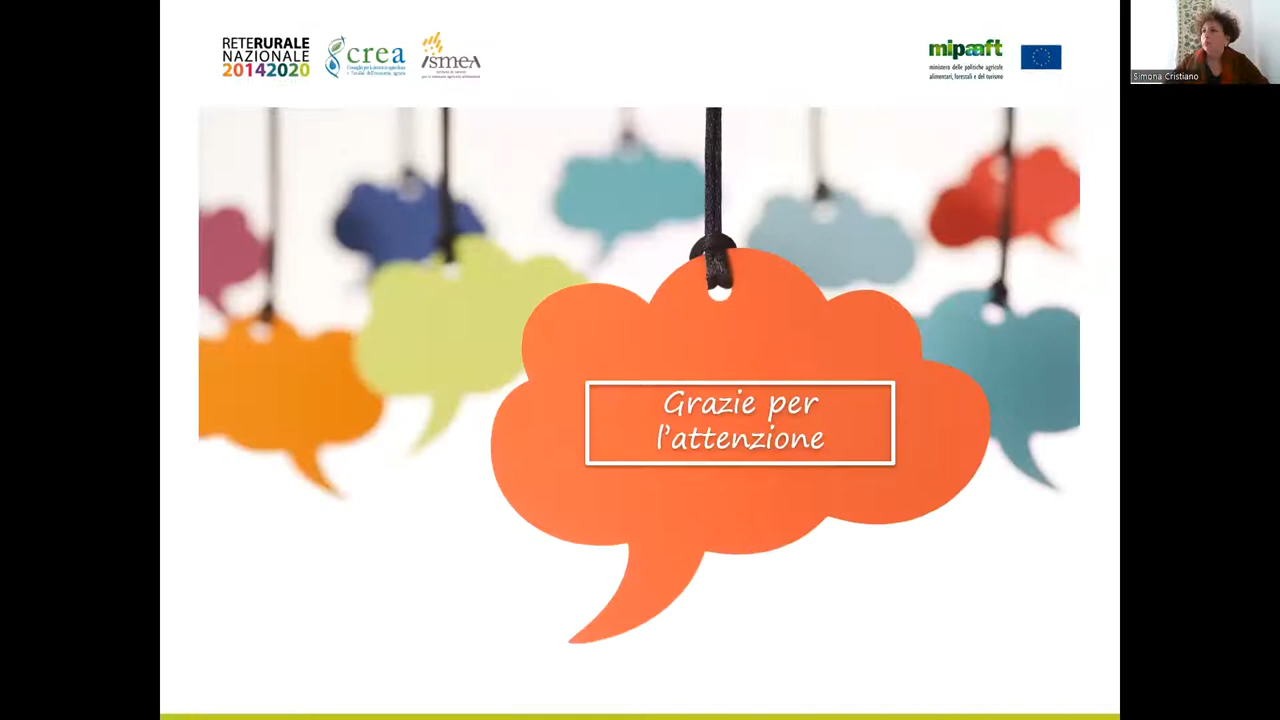 RETERURALE
NAZIONALE
20142020
crea
ismea
mipaaft
ministero delle politiche agricole
alimentari, forestali e del turismo
Simona Cristiano
Grazie per
l'attenzione